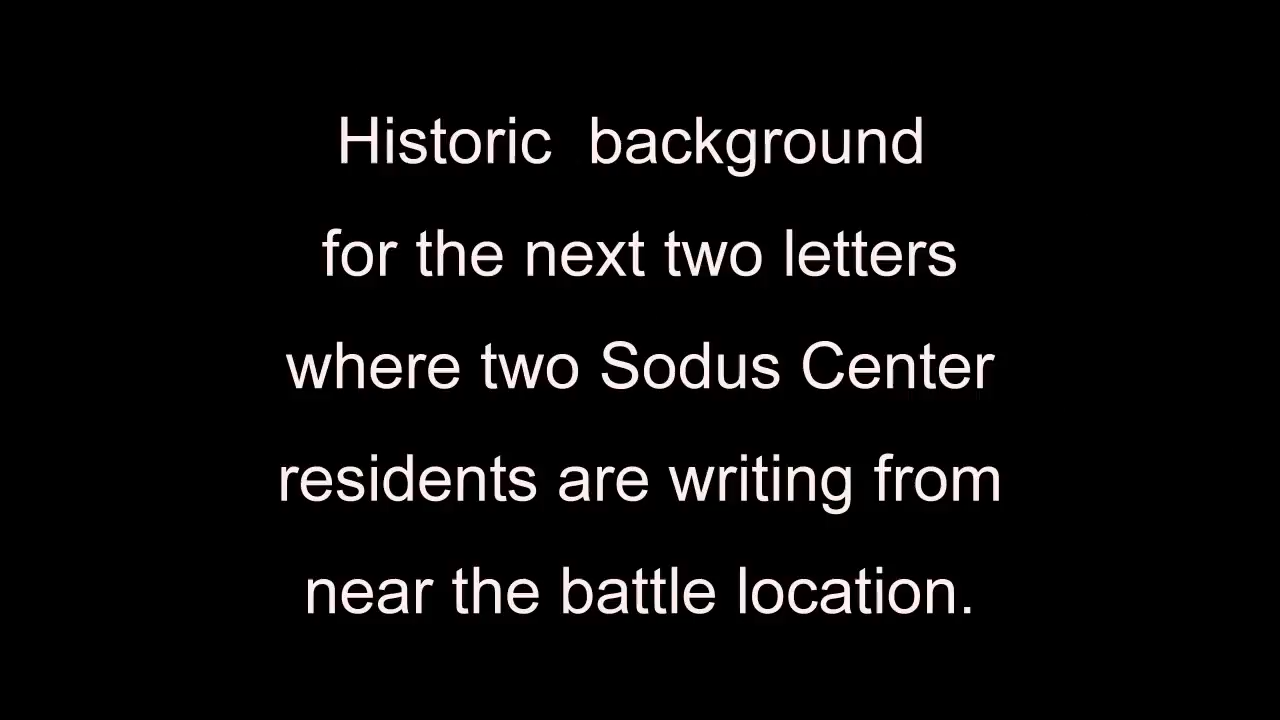 Historic  background
for the next two letters
where two Sodus Center
residents are writing from
near the battle location.